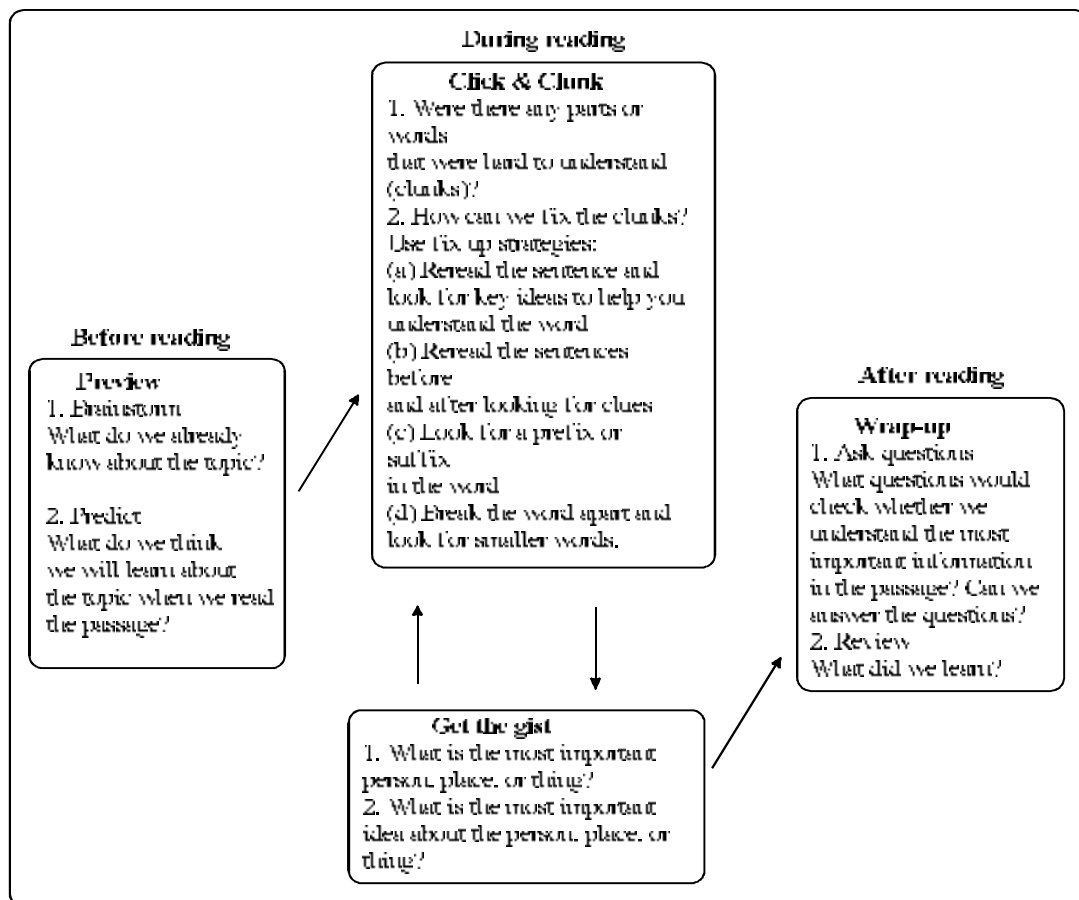 Before reading
Preview
1. Brainstorm
What do we already
know about the topic?
2. Predict
What do we think
we will learn about
the topic when we read
the passage?
During reading
Click & Clunk
1. Were there any parts or
words
that were hard to understand
(clunks)?
2. How can we fix the clunks?
Use fix up strategies:
(a) Reread the sentence and
look for key ideas to help you
understand the word
(b) Reread the sentences
before
and after looking for clues
(c) Look for a prefix or
suffix
in the word
(d) Break the word apart and
look for smaller words.
Get the gist
1. What is the most important
person, place, or thing?
2. What is the most important
idea about the person, place, or
thing?
After reading
Wrap-up
1. Ask questions
What questions would
check whether we
understand the most
important information
in the passage? Can we
answer the questions?
2. Review
What did we learn?